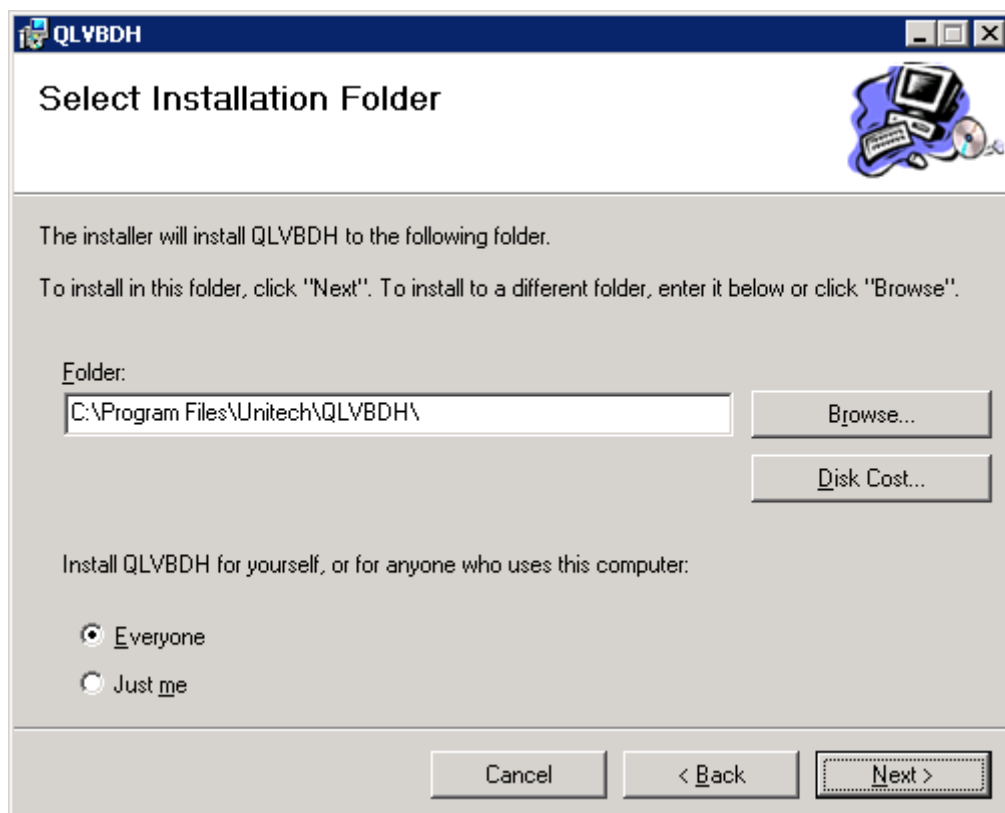 QLVBDH
Select Installation Folder
The installer will install QLVBDH to the following folder.
To install in this folder, click "Next". To install to a different folder, enter it below or click "Browse".
Folder:
C:\Program Files\Unitech\QLVBDH\
Browse...
Disk Cost...
Install QLVBDH for yourself, or for anyone who uses this computer:
Everyone
Just me
Cancel
< Back
Next >